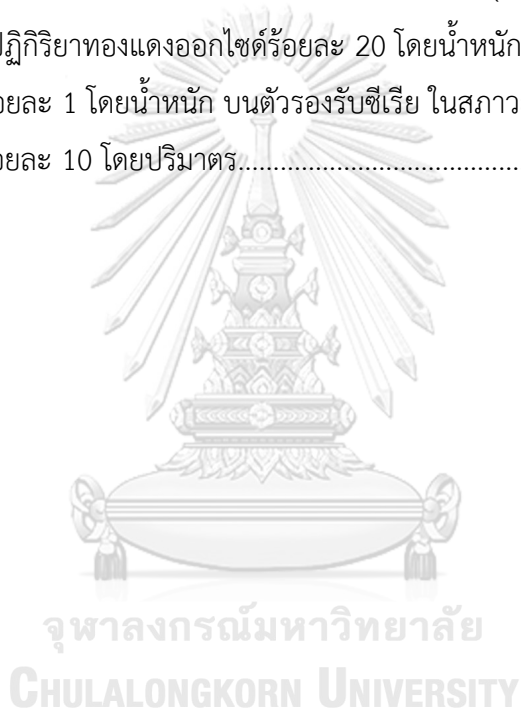 ปฏิกิริยาทองแดงออกไซด์ร้อยละ 20 โดยน้ำหนัก
อยละ 1 โดยน้ำหนัก บนตัวรองรับซีเรีย ในสภาว
อยละ 10 โดยปริมาตร........................................
จุฬาลงกรณ์มหาวิทยาลัย
CHULALONGKORN UNIVERSITY